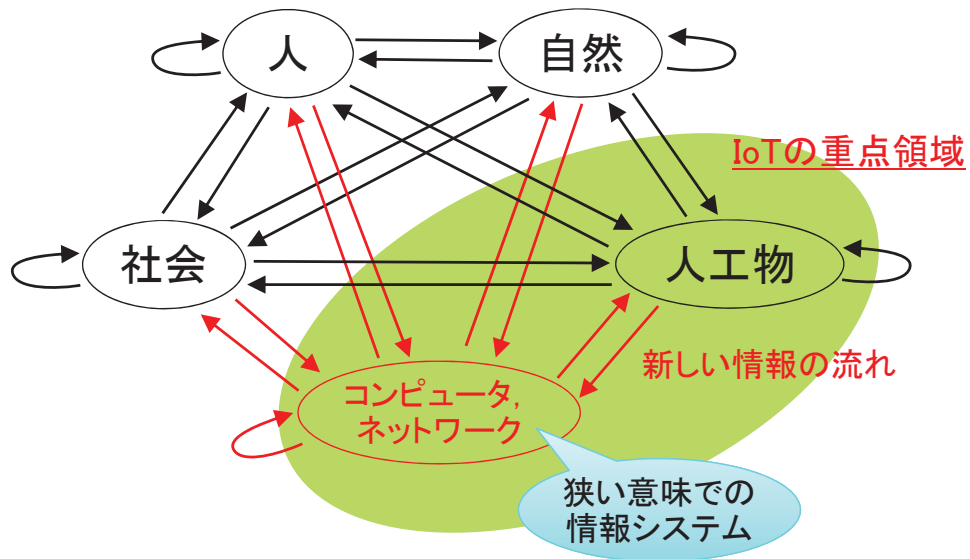 人
自然
IoTの重点領域
社会
人工物
新しい情報の流れ
コンピュータ,
ネットワーク
狭い意味での
情報システム